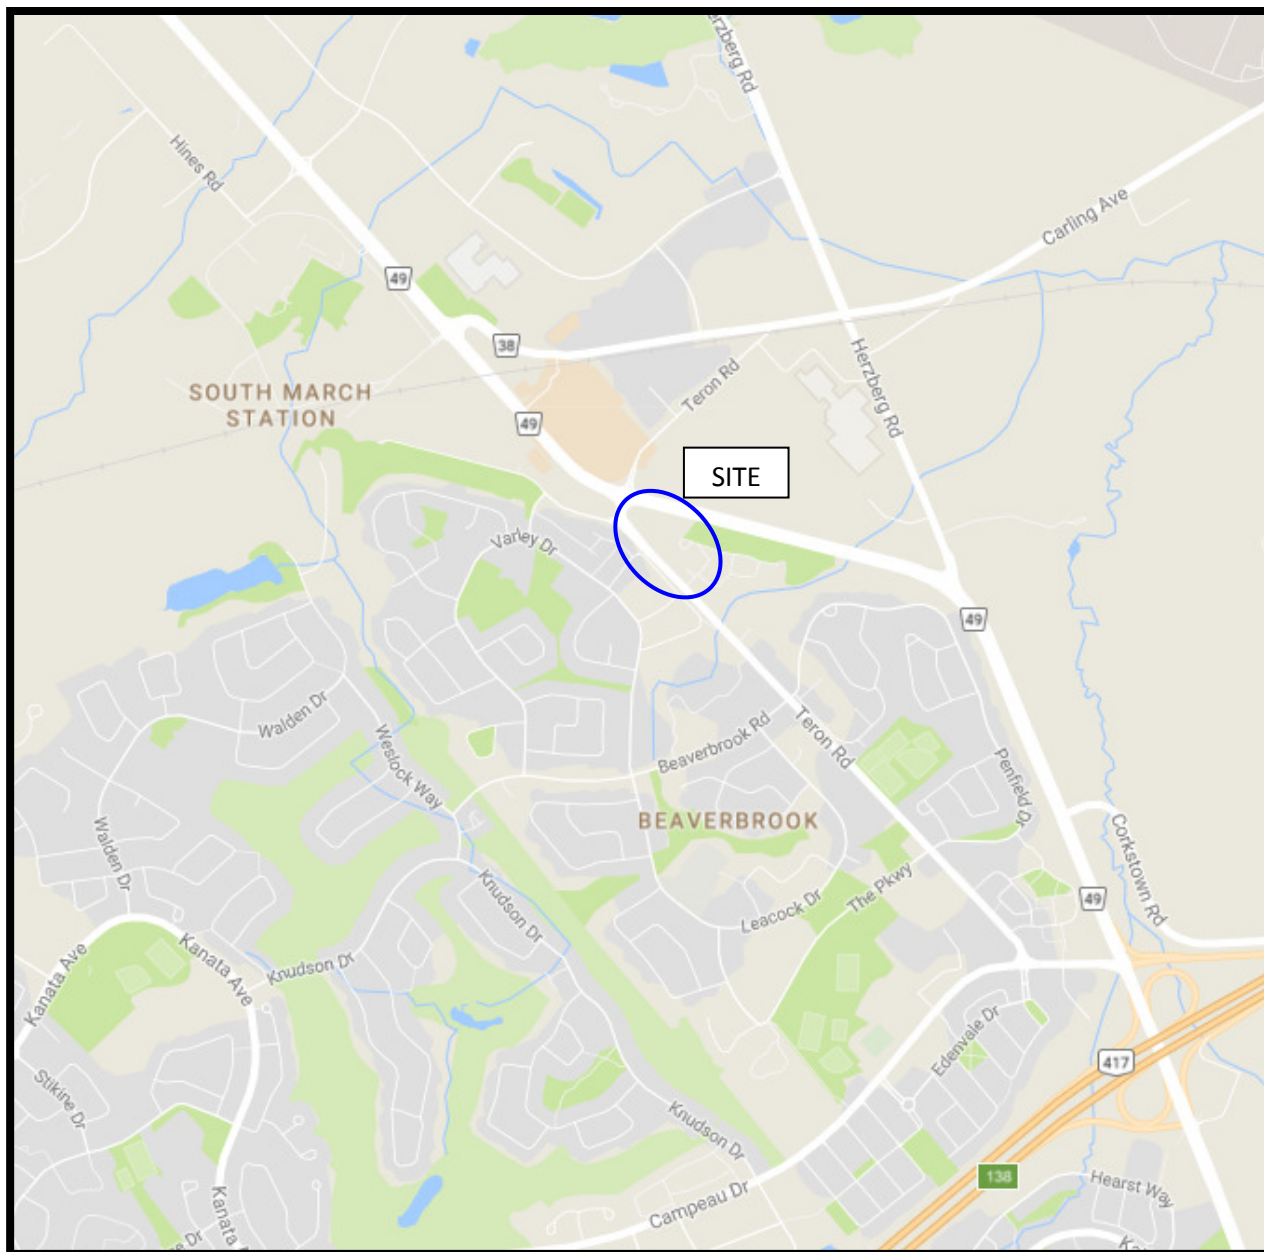 erzberg Rd
Hines Rd
Carling Ave
49
38
Herzberg Rd
Teron Rd
SOUTH MARCH
STATION
49
SITE
Varley Dr
49
Walden Dr
Weslock Way
Beaverbrook Rd
Teron Rd
Penfield Dr
BEAVERBROOK
Walden Dr
Corkstown Rd
Knudson Dr
Leacock Dr
The Pkwy
49
Kanata Ave
Kanata Ave
Knudson Dr
Edenvale Dr
417
Stikine Dr
Knudson Dr
138
Hearst Way
Campeau Dr
Kanata A
e Dr
Ka